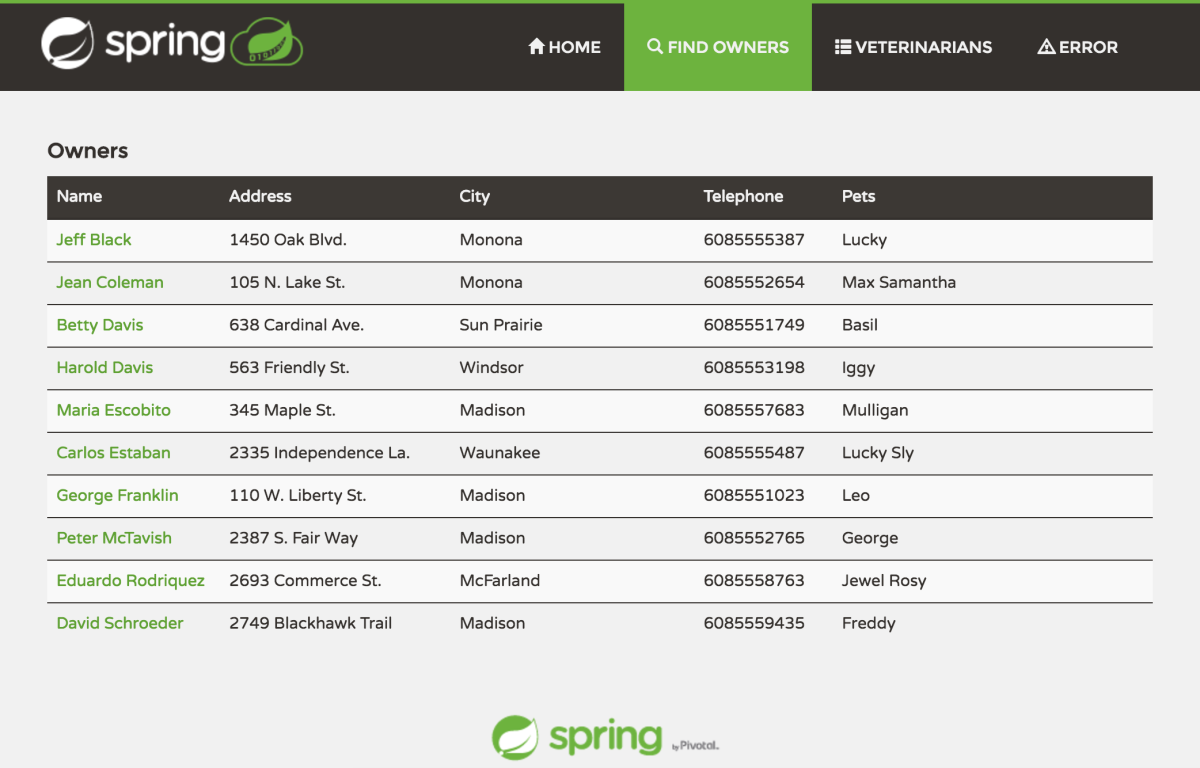 spring
HOME FIND OWNERS VETERINARIANS ERROR
Owners
Name Address City Telephone Pets
Jeff Black 1450 Oak Blvd. Monona 6085555387 Lucky
Jean Coleman 105 N. Lake St. Monona 6085552654 Max Samantha
Betty Davis 638 Cardinal Ave. Sun Prairie 6085551749 Basil
Harold Davis 563 Friendly St. Windsor 6085553198 Iggy
Maria Escobito 345 Maple St. Madison 6085557683 Mulligan
Carlos Estaban 2335 Independence La. Waunakee 6085555487 Lucky Sly
George Franklin 110 W. Liberty St. Madison 6085551023 Leo
Peter McTavish 2387 S. Fair Way Madison 6085552765 George
Eduardo Rodriquez 2693 Commerce St. McFarland 6085558763 Jewel Rosy
David Schroeder 2749 Blackhawk Trail Madison 6085559435 Freddy
spring by Pivotal.